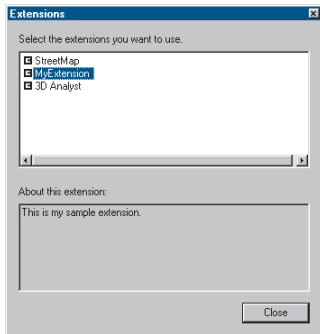 Extensions
Select the extensions you want to use.
StreetMap
MyExtension
3D Analyst
About this extension:
This is my sample extension.
Close